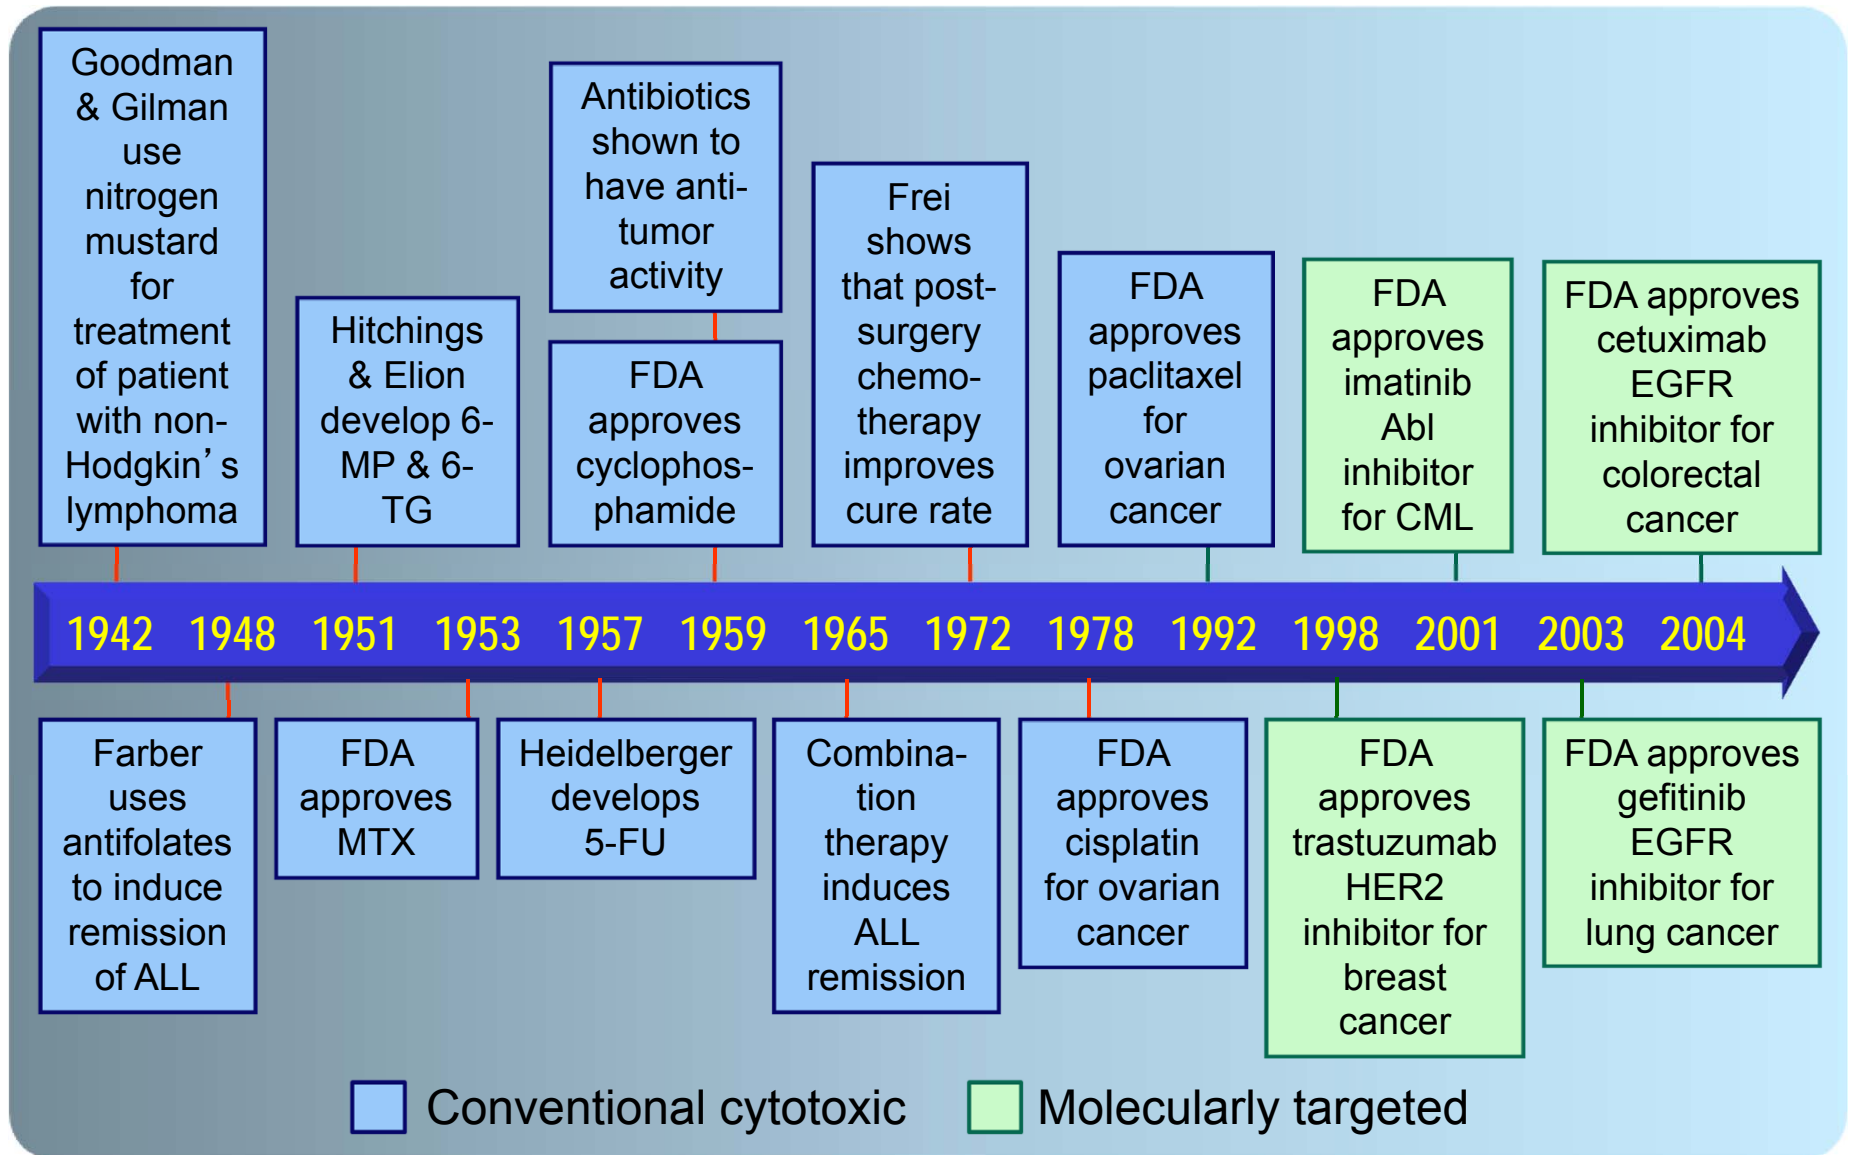 Goodman
& Gilman
use
nitrogen
mustard
for
treatment
of patient
with non-
Hodgkin's
lymphoma
Hitchings
& Elion
develop 6-
MP & 6-
TG
Antibiotics
shown to
have anti-
tumor
activity
FDA
approves
cyclophos-
phamide
Frei
shows
that post-
surgery
chemo-
therapy
improves
cure rate
FDA
approves
paclitaxel
for
ovarian
cancer
FDA
approves
imatinib
Abl
inhibitor
for CML
FDA approves
cetuximab
EGFR
inhibitor for
colorectal
cancer
1942 1948 1951 1953 1957 1959 1965 1972 1978 1992 1998 2001 2003 2004
Farber
uses
antifolates
to induce
remission
of ALL
FDA
approves
MTX
Heidelberger
develops
5-FU
Combina-
tion
therapy
induces
ALL
remission
FDA
approves
cisplatin
for ovarian
cancer
FDA
approves
trastuzumab
HER2
inhibitor for
breast
cancer
FDA approves
gefitinib
EGFR
inhibitor for
lung cancer
Conventional cytotoxic
Molecularly targeted